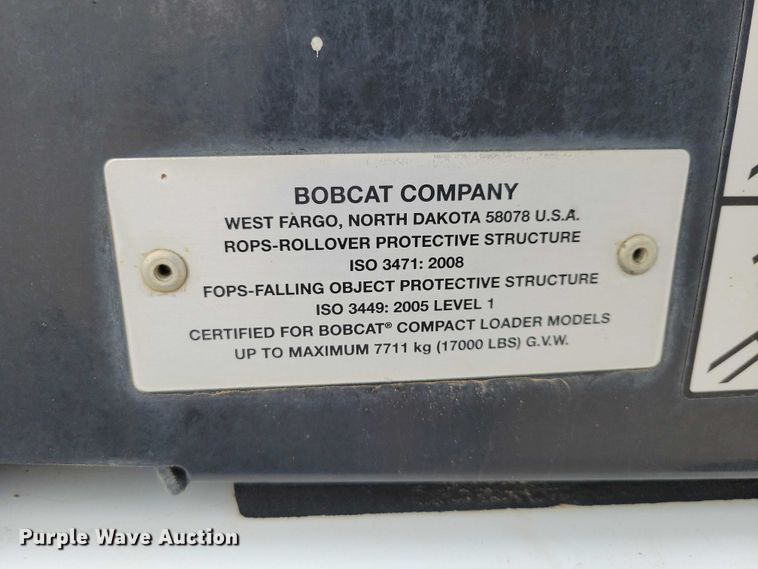 BOBCAT COMPANY
WEST FARGO, NORTH DAKOTA 58078 U.S.A.
ROPS-ROLLOVER PROTECTIVE STRUCTURE
ISO 3471: 2008
FOPS-FALLING OBJECT PROTECTIVE STRUCTURE
ISO 3449: 2005 LEVEL 1
CERTIFIED FOR BOBCAT® COMPACT LOADER MODELS
UP TO MAXIMUM 7711 kg (17000 LBS) G.V.W.
Purple Wave Auction